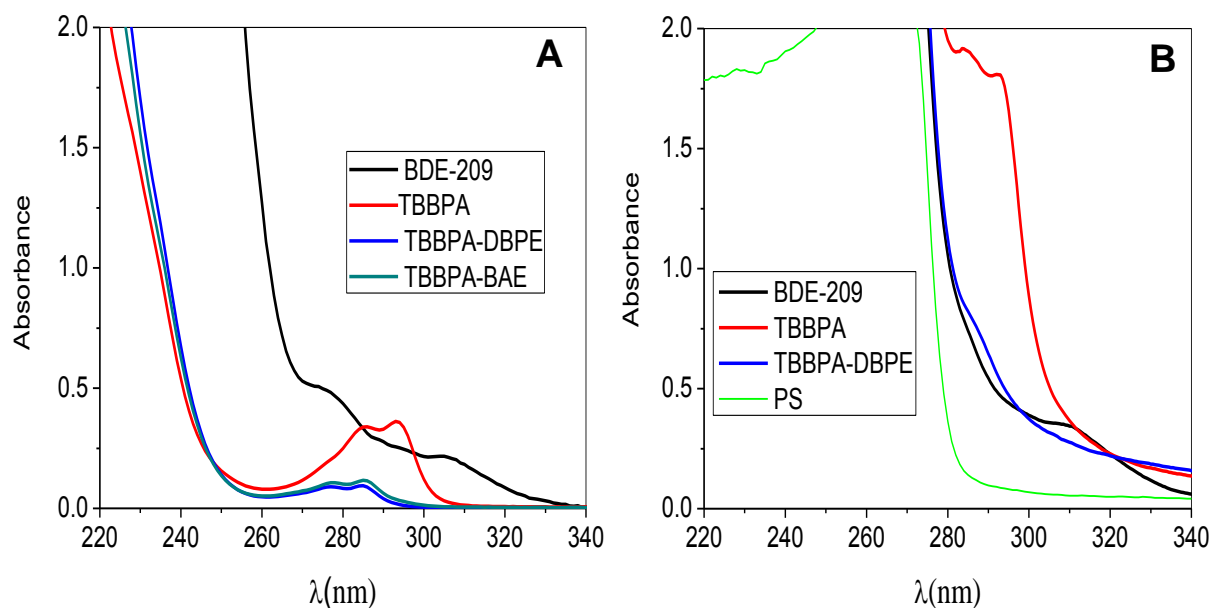 A
2.0
1.5
1.0
0.5
0.0
Absorbance
BDE-209
TBBPA
TBBPA-DBPE
TBBPA-BAE
220 240 260 280 300 320 340
λ(nm)
B
2.0
1.5
1.0
0.5
0.0
Absorbance
BDE-209
TBBPA
TBBPA-DBPE
PS
220 240 260 280 300 320 340
λ(nm)